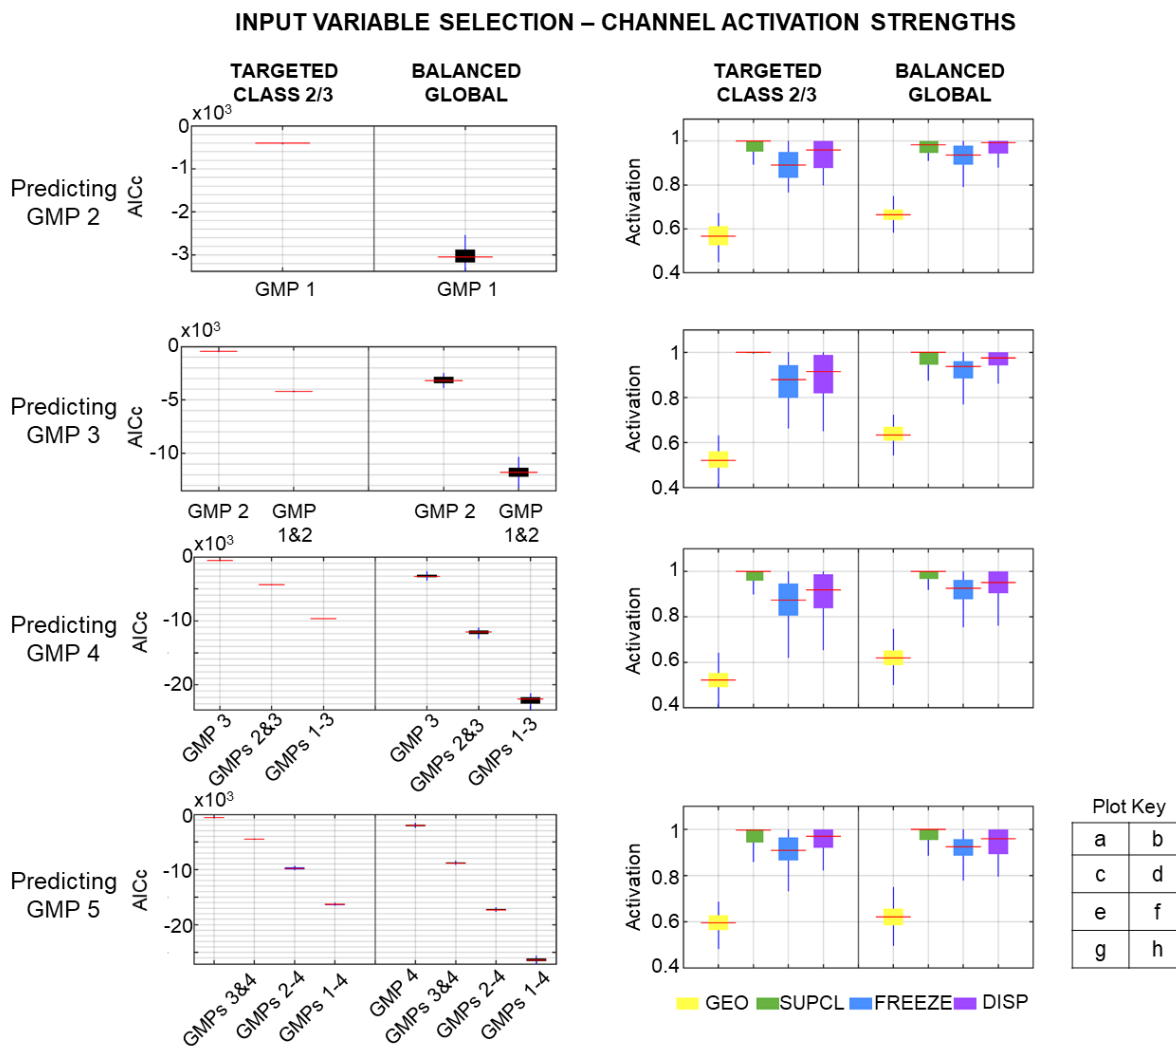 INPUT VARIABLE SELECTION – CHANNEL ACTIVATION STRENGTHS
TARGETED
CLASS 2/3
BALANCED
GLOBAL
TARGETED
CLASS 2/3
BALANCED
GLOBAL
Predicting
GMP 2
AICc
x10³
0
-1
-2
-3
GMP 1
GMP 1
Activation
1
0.8
0.6
0.4
Predicting
GMP 3
AICc
x10³
0
-5
-10
GMP 2
GMP
1&2
GMP 2
GMP
1&2
Activation
1
0.8
0.6
0.4
Predicting
GMP 4
AICc
x10³
0
-10
-20
GMP 3
GMPs 2&3
GMPs 1-3
GMP 3
GMPs 2&3
GMPs 1-3
Activation
1
0.8
0.6
0.4
Predicting
GMP 5
AICc
x10³
0
-10
-20
GMPs 3&4
GMPs 2-4
GMPs 1-4
GMP 4
GMPs 3&4
GMPs 2-4
GMPs 1-4
Activation
1
0.8
0.6
0.4
GEO SUPCL FREEZE DISP
Plot Key
a b
c d
e f
g h